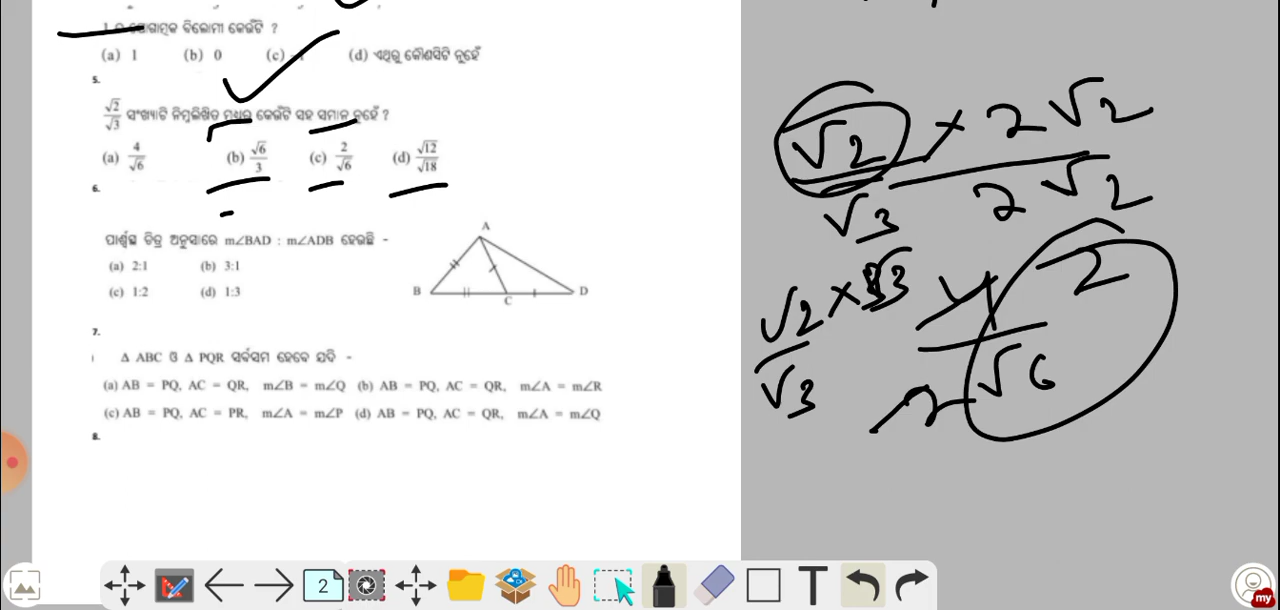 ବିଲୋମୀ କେଉଁଟି ?
(a) 1 (b) 0 (c) (d) ଏଥିରୁ କୌଣସିଟି ନୁହେଁ
5.
√2/√3 ସଂଖ୍ୟାଟି ନିମ୍ନଲିଖିତ ମଧ୍ୟରୁ କେଉଁଟି ସହ ସମାନ ନୁହେଁ ?
(a) 4/√6 (b) √6/3 (c) 2/√6 (d) √12/√18
6.
ପାର୍ଶ୍ୱସ୍ଥ ଚିତ୍ର ଅନୁସାରେ m∠BAD : m∠ADB ହେଉଛି -
(a) 2:1 (b) 3:1
(c) 1:2 (d) 1:3
A
B C D
7.
Δ ABC ଓ Δ PQR ସର୍ବସମ ହେବେ ଯଦି -
(a) AB = PQ, AC = QR, m∠B = m∠Q (b) AB = PQ, AC = QR, m∠A = m∠R
(c) AB = PQ, AC = PR, m∠A = m∠P (d) AB = PQ, AC = QR, m∠A = m∠Q
8.
√2 × 2√2
√3 2√2
√2 ×
√3
4 2
2√6
2
T
my